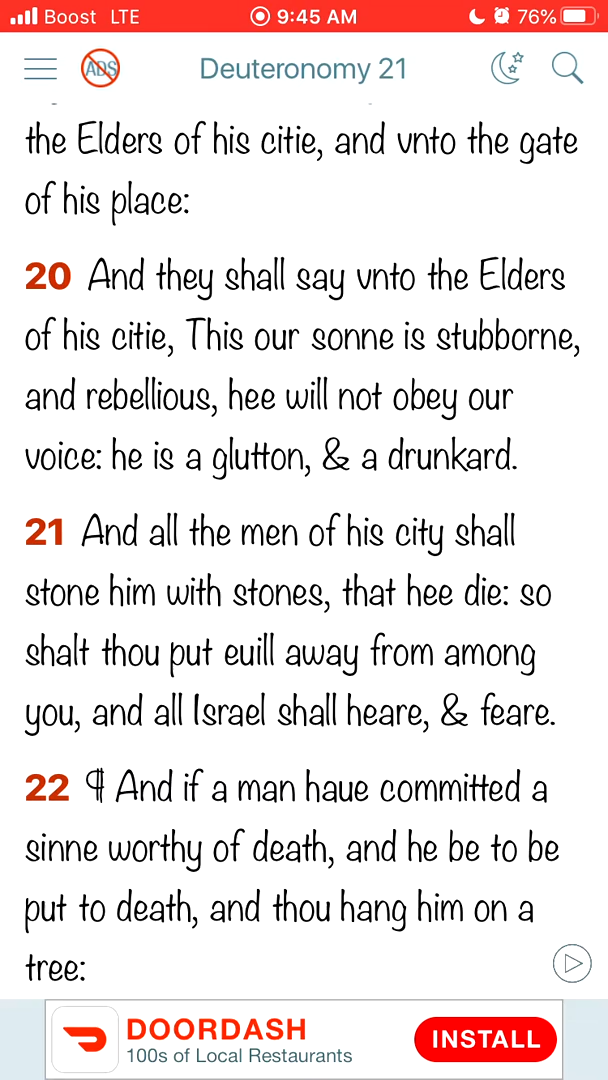 Boost LTE 9:45 AM 76%
ADS Deuteronomy 21
the Elders of his citie, and vnto the gate
of his place:
20 And they shall say vnto the Elders
of his citie, This our sonne is stubborne,
and rebellious, hee will not obey our
voice: he is a glutton, & a drunkard.
21 And all the men of his city shall
stone him with stones, that hee die: so
shalt thou put euill away from among
you, and all Israel shall heare, & feare.
22 ¶ And if a man haue committed a
sinne worthy of death, and he be to be
put to death, and thou hang him on a
tree:
DOORDASH
100s of Local Restaurants
INSTALL